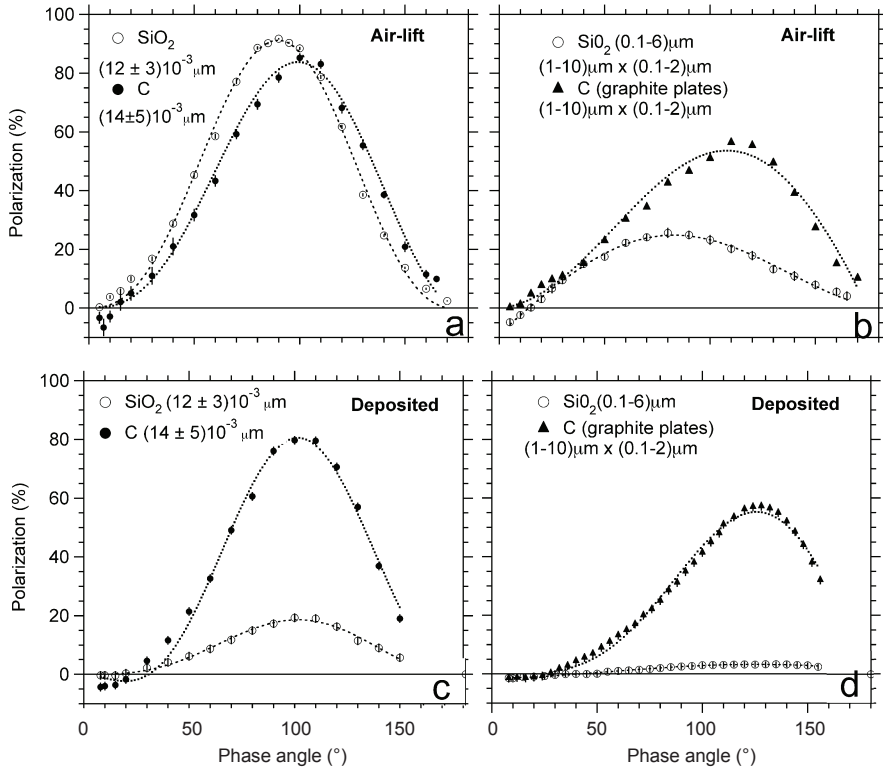 100
80
60
40
20
0
Polarization (%)
SiO₂
(12 ± 3)10⁻³ μm
C
(14±5)10⁻³ μm
Air-lift
a
Si0₂ (0.1-6)μm
(1-10)μm x (0.1-2)μm
C (graphite plates)
(1-10)μm x (0.1-2)μm
Air-lift
b
100
80
60
40
20
0
Polarization (%)
SiO₂ (12 ± 3)10⁻³ μm
C (14 ± 5)10⁻³ μm
Deposited
c
0 50 100 150
Phase angle (°)
Si0₂(0.1-6)μm
C (graphite plates)
(1-10)μm x (0.1-2)μm
Deposited
d
0 50 100 150
Phase angle (°)